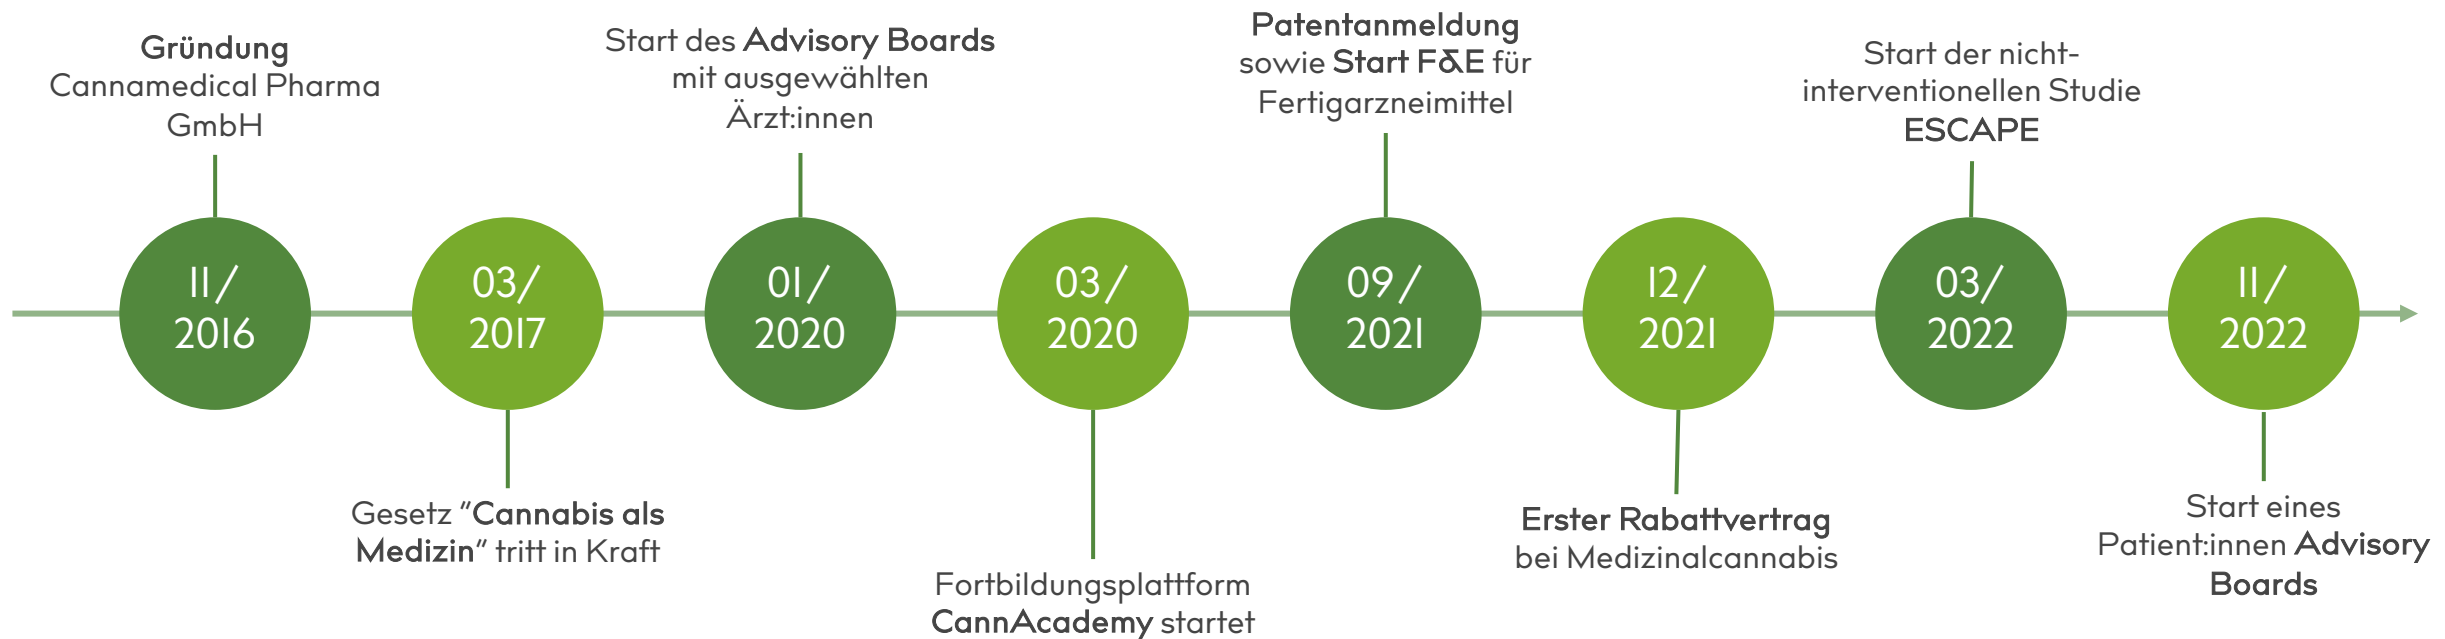 Gründung
Cannamedical Pharma
GmbH
11/
2016
03/
2017
Gesetz "Cannabis als
Medizin" tritt in Kraft
Start des Advisory Boards
mit ausgewählten
Ärzt:innen
01/
2020
03/
2020
Fortbildungsplattform
CannAcademy startet
Patentanmeldung
sowie Start F&E für
Fertigarzneimittel
09/
2021
12/
2021
Erster Rabattvertrag
bei Medizinalcannabis
Start der nicht-
interventionellen Studie
ESCAPE
03/
2022
11/
2022
Start eines
Patient:innen Advisory
Boards